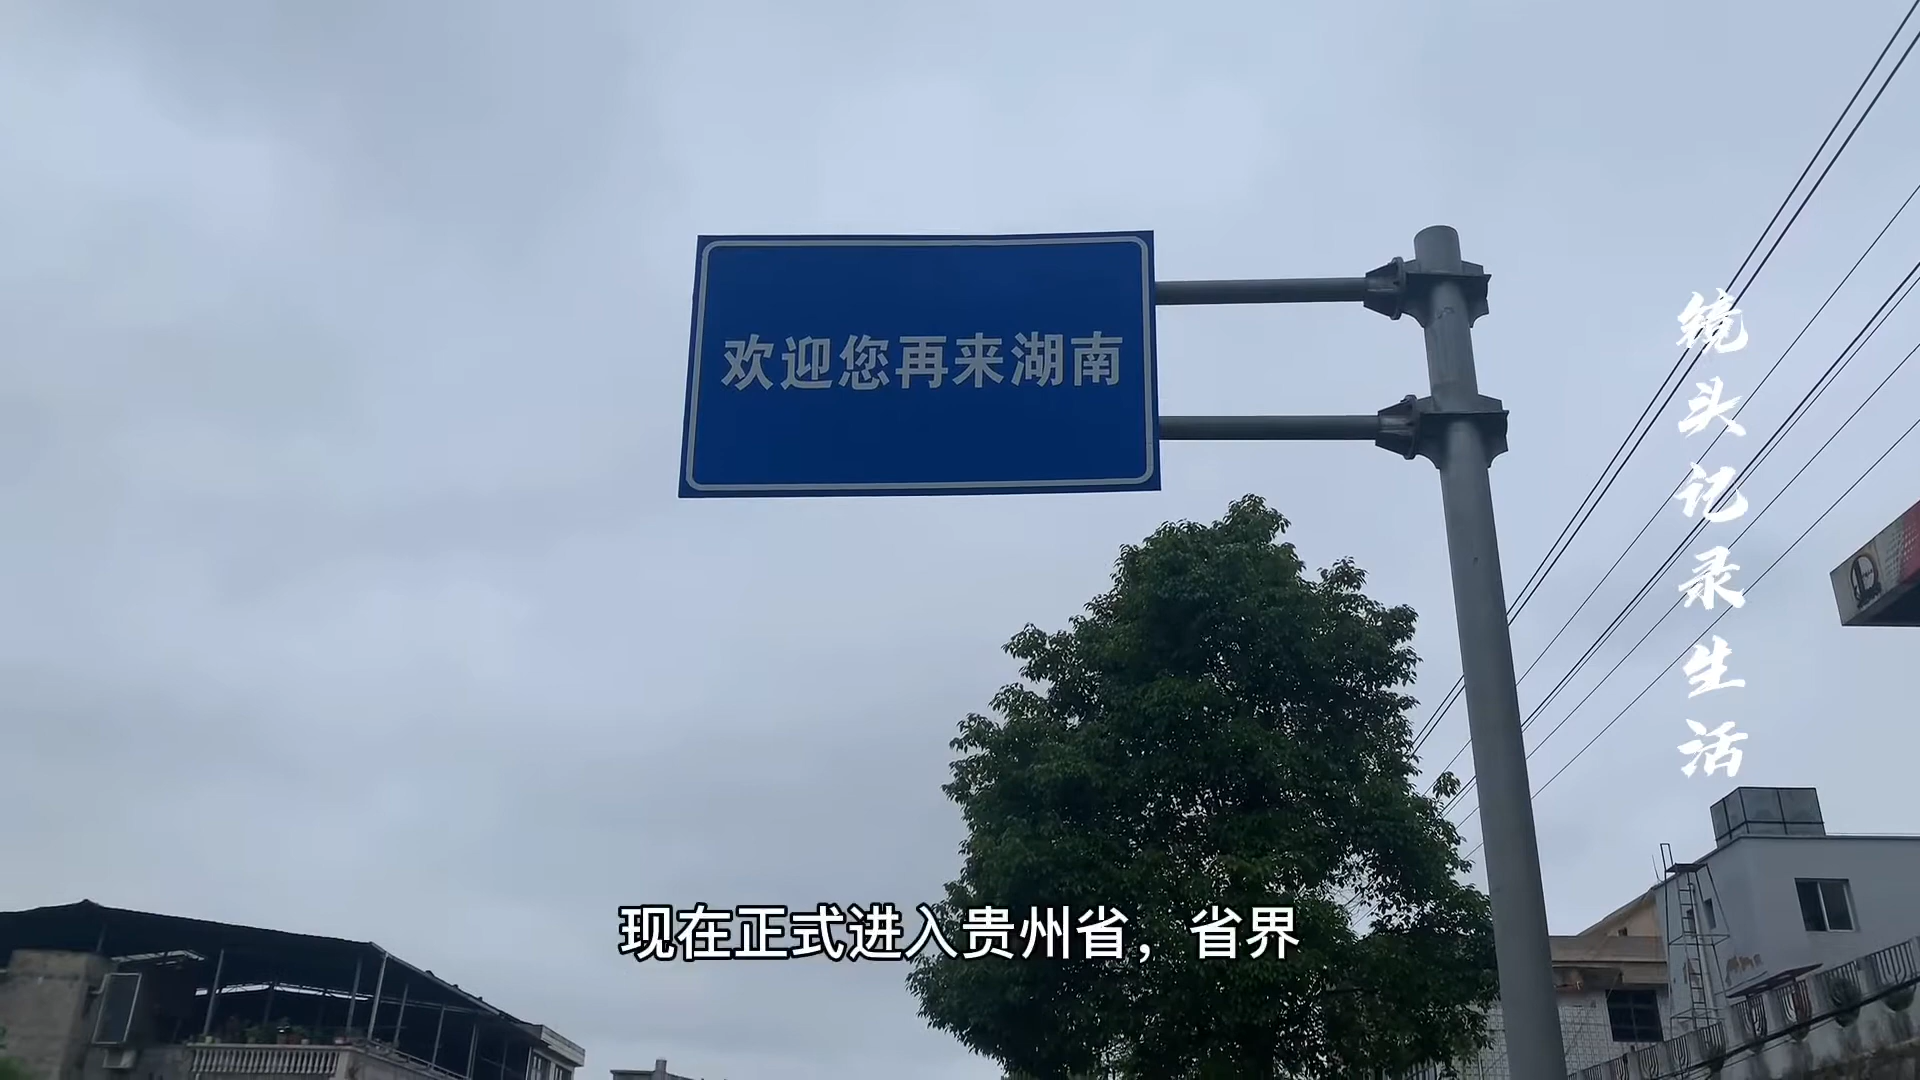 欢迎您再来湖南
镜头记录生活
现在正式进入贵州省，省界